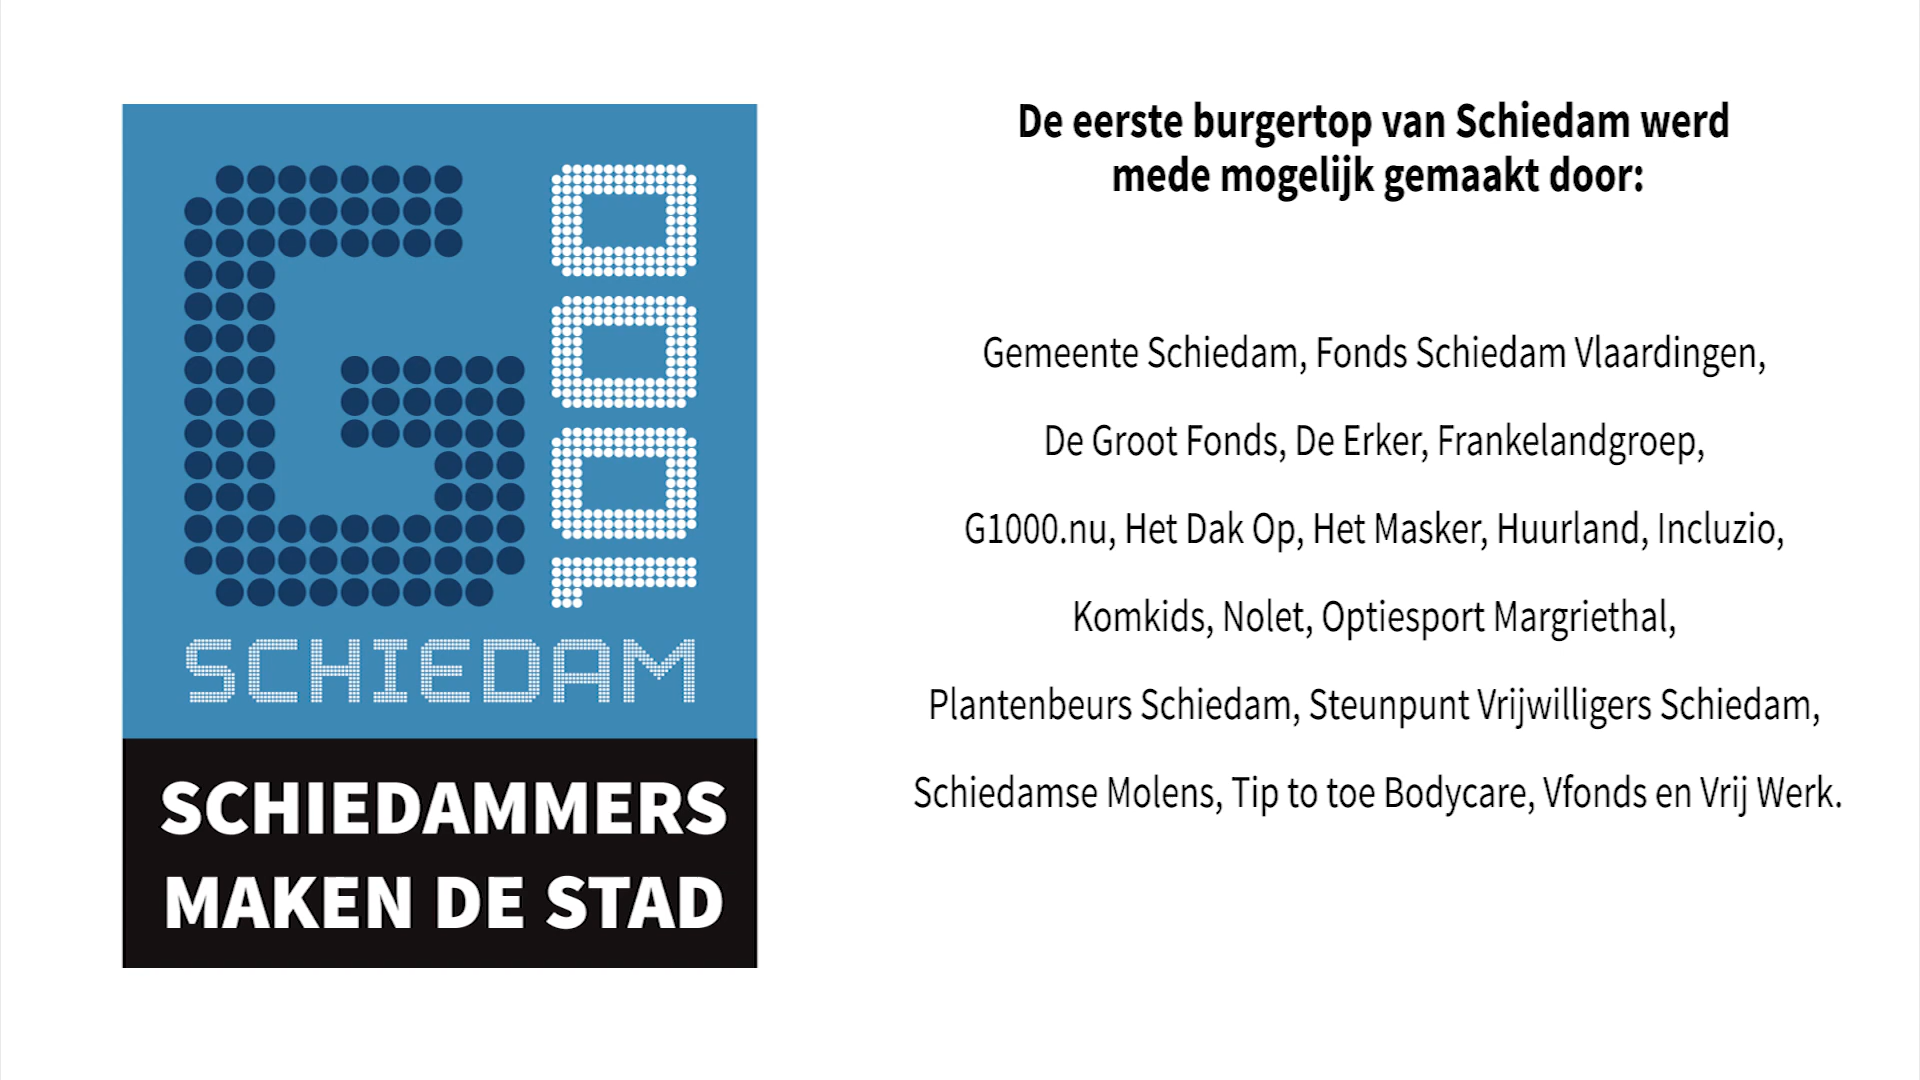 G1000
SCHIEDAM
SCHIEDAMMERS
MAKEN DE STAD
De eerste burgertop van Schiedam werd
mede mogelijk gemaakt door:
Gemeente Schiedam, Fonds Schiedam Vlaardingen,
De Groot Fonds, De Erker, Frankelandgroep,
G1000.nu, Het Dak Op, Het Masker, Huurland, Incluzio,
Komkids, Nolet, Optiesport Margriethal,
Plantenbeurs Schiedam, Steunpunt Vrijwilligers Schiedam,
Schiedamse Molens, Tip to toe Bodycare, Vfonds en Vrij Werk.